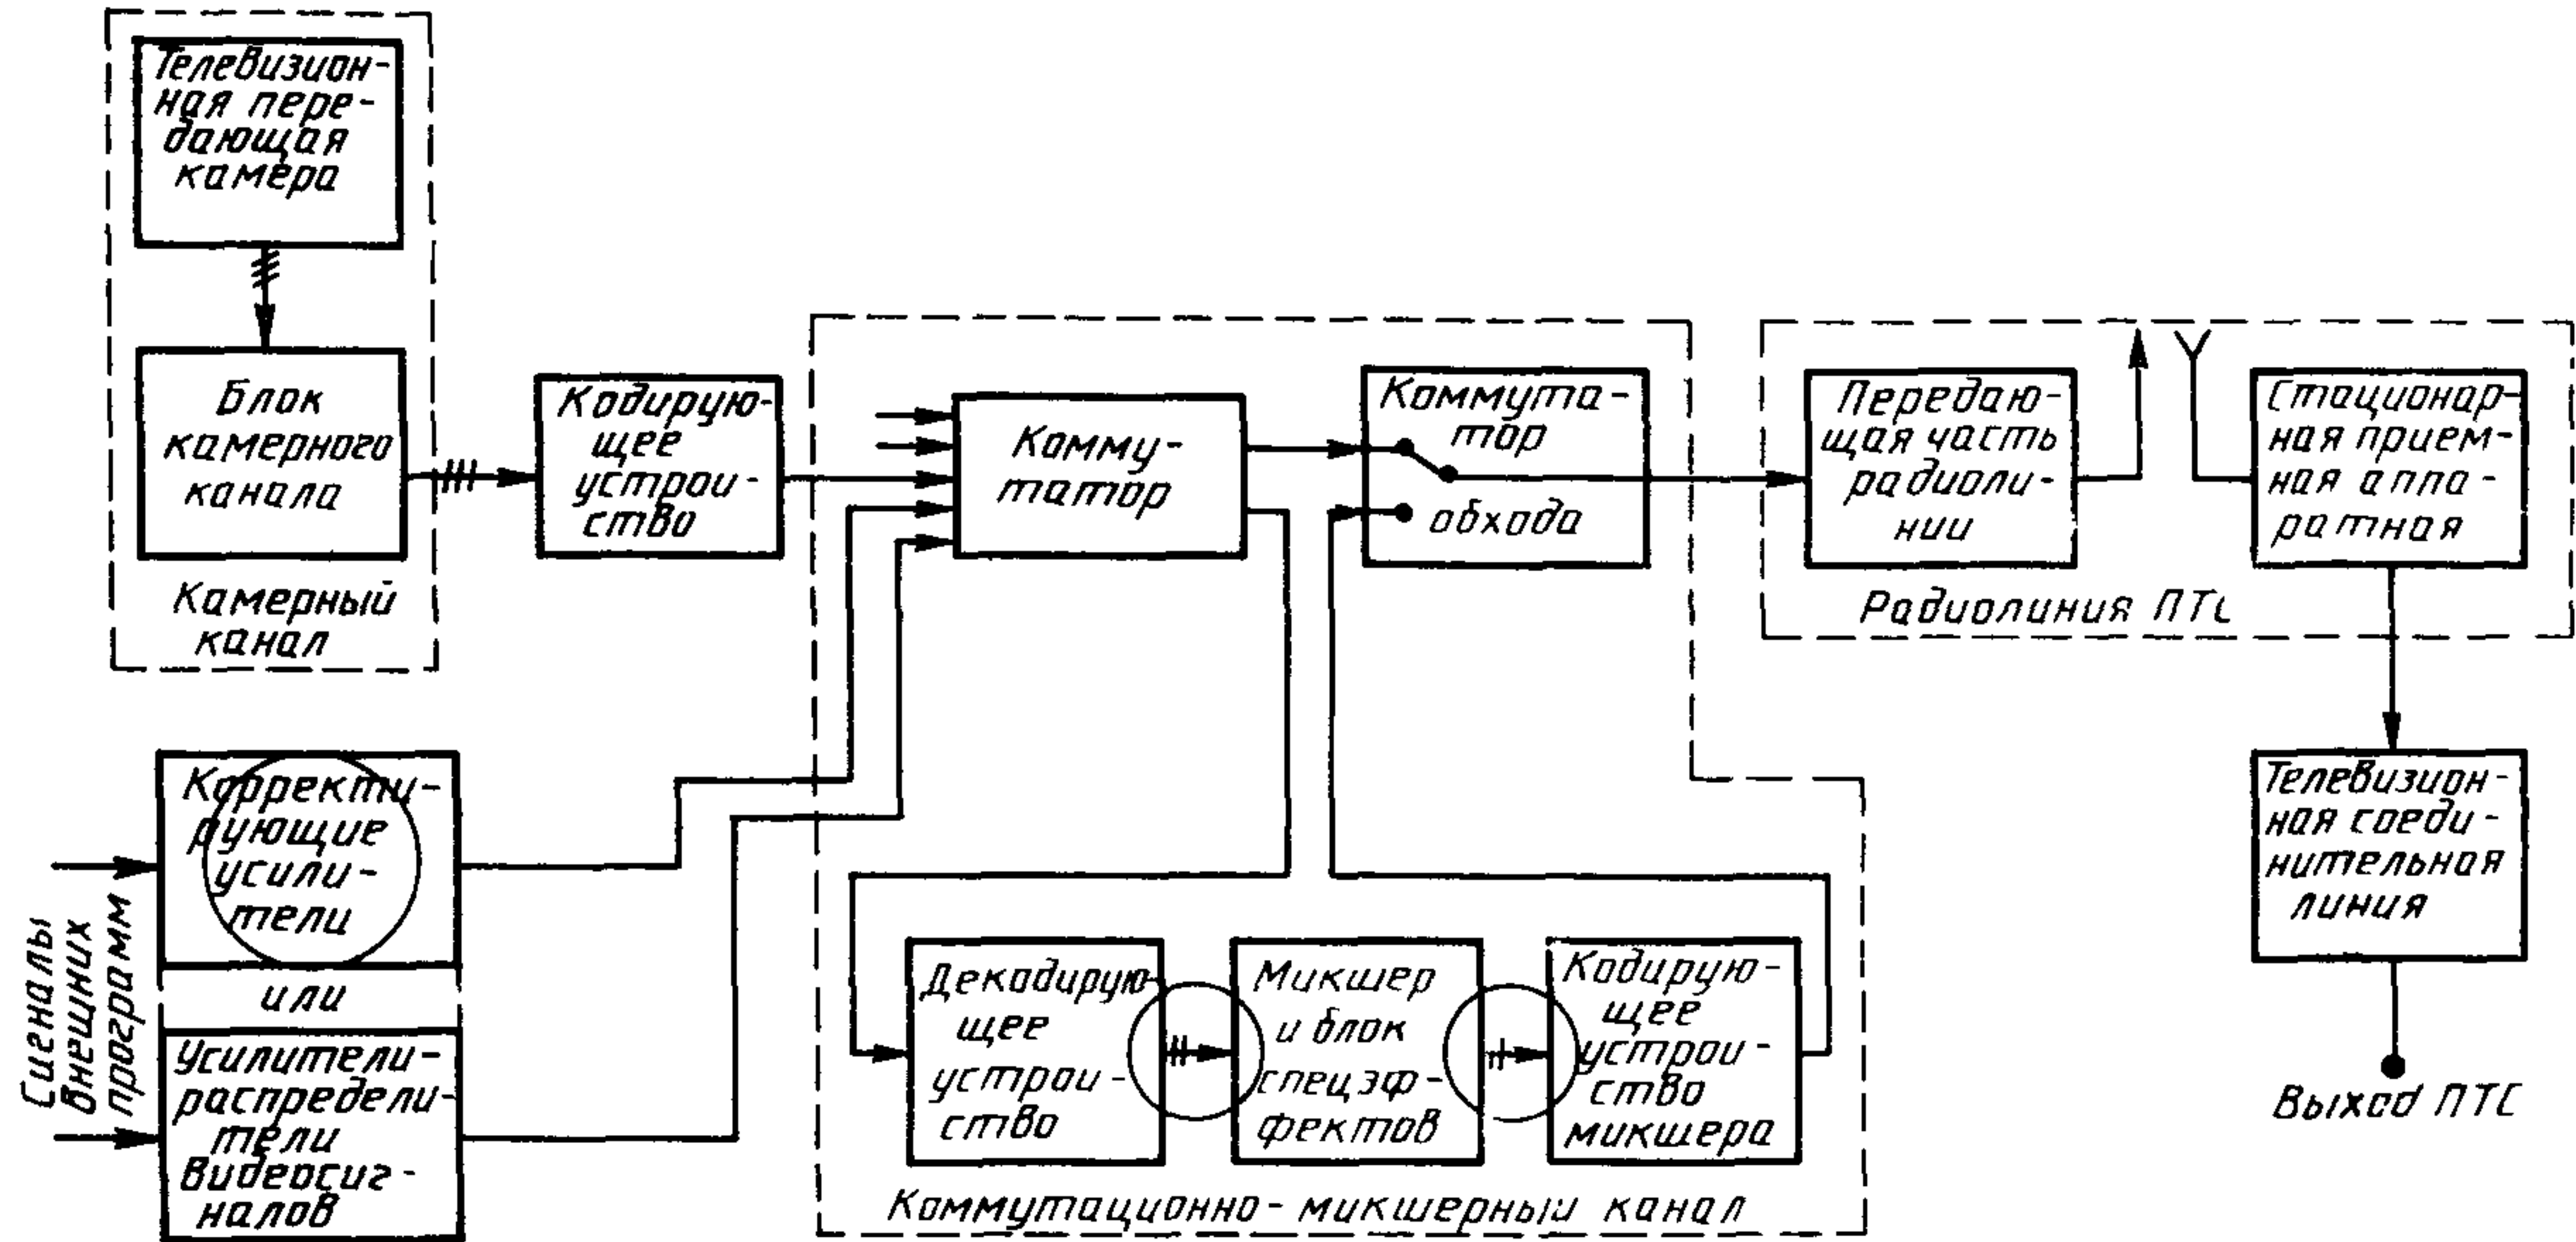 Телевизион-
ная пере-
дающая
камера
Блок
камерного
канала
Камерный
канал
Кодирую-
щее
устрои-
ство
Комму-
татор
Коммута-
тор
обхода
Передаю-
щая часть
радиоли-
нии
Стационар-
ная прием-
ная аппа-
ратная
Радиолиния ПТС
Телевизион-
ная соеди-
нительная
линия
Выход ПТС
Сигналы
внешних
программ
Корректи-
рующие
усили-
тели
или
Усилители-
распредели-
тели
видеосиг-
налов
Декодирую-
щее
устрои-
ство
Микшер
и блок
спецэф-
фектов
Кодирую-
щее
устрои-
ство
микшера
Коммутационно-микшерный канал